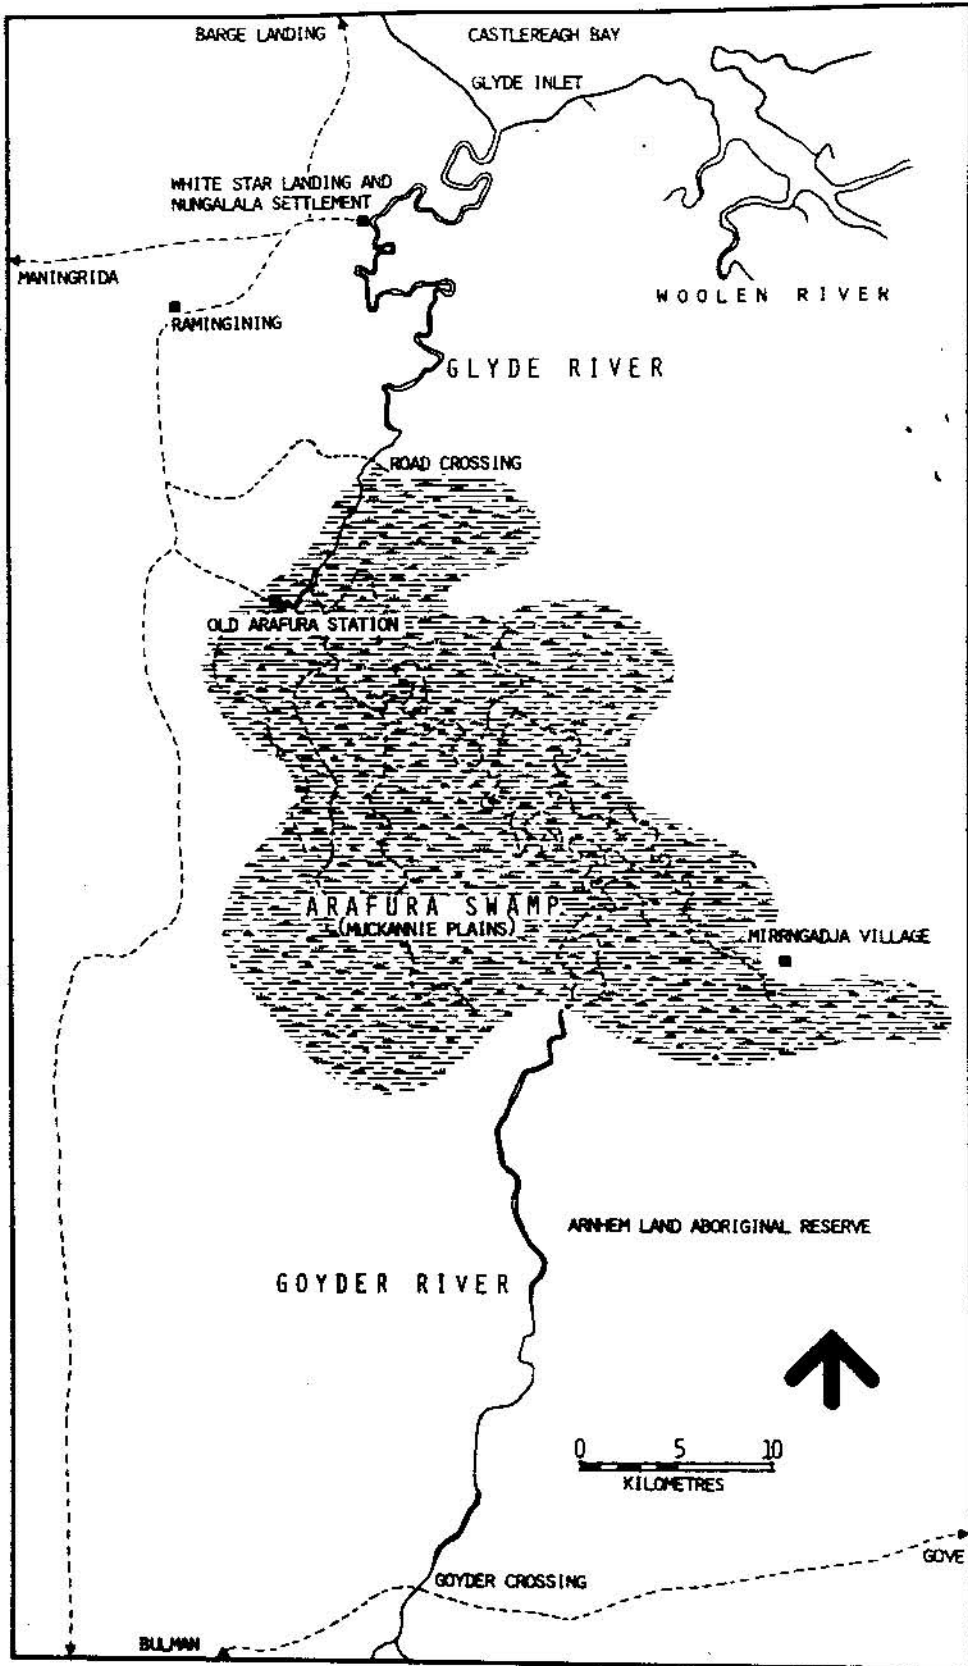 BARGE LANDING
CASTLEREAGH BAY
GLYDE INLET
WHITE STAR LANDING AND
NUNGALALA SETTLEMENT
MANINGRIDA
WOOLEN RIVER
RAMINGINING
GLYDE RIVER
ROAD CROSSING
OLD ARAFURA STATION
ARAFURA SWAMP
(MUCKANNIE PLAINS)
MIRRNGADJA VILLAGE
ARNHEM LAND ABORIGINAL RESERVE
GOYDER RIVER
0 5 10
KILOMETRES
GOVE
GOYDER CROSSING
BULMAN